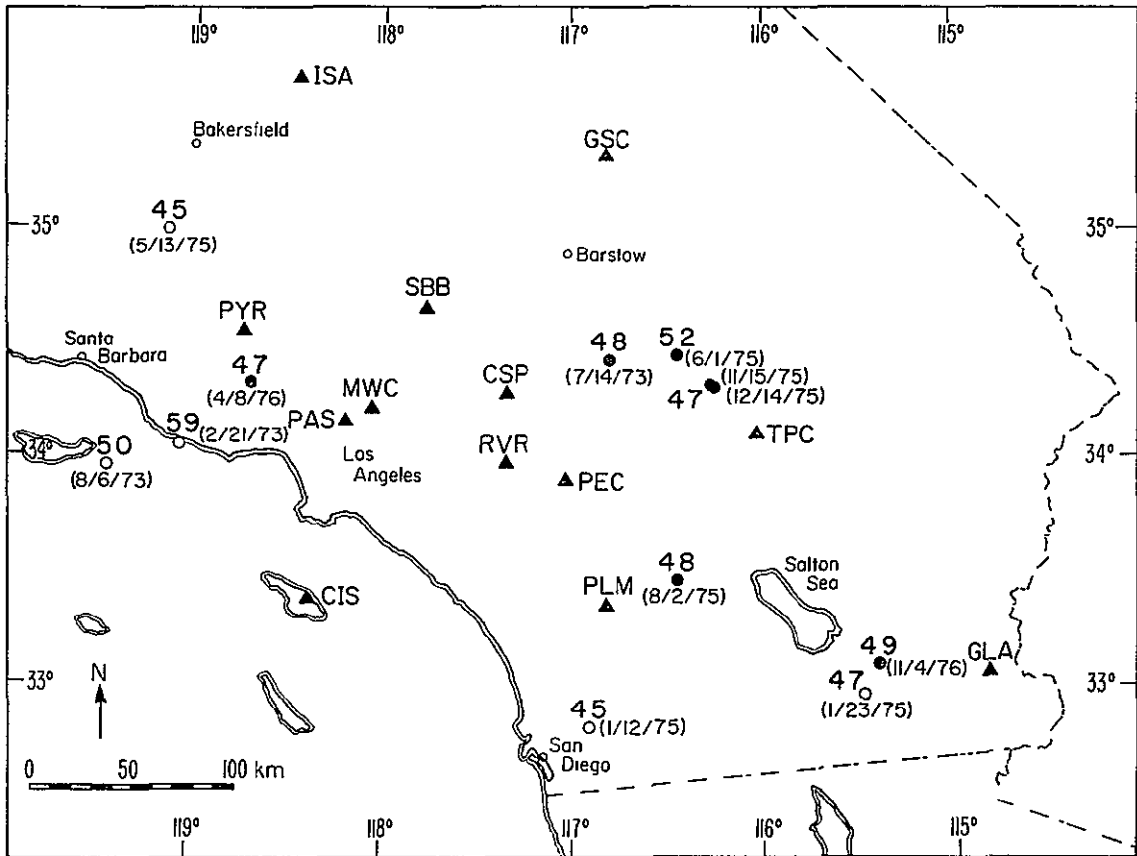 119° 118° 117° 116° 115°
ISA
Bakersfield
GSC
45
35° 35°
(5/13/75)
Barstow
SBB
PYR
Santa
Barbara
48
52
(6/1/75)
47
(7/14/73)
(11/15/75)
CSP
(4/8/76)
MWC
47
(12/14/75)
PAS
59
(2/21/73)
TPC
50
34°
Los
Angeles
RVR
34°
(8/6/73)
PEC
48
Salton
Sea
PLM
(8/2/75)
CIS
49
GLA
(11/4/76)
N
33°
47
33°
(1/23/75)
45
(1/12/75)
San
Diego
0 50 100 km
119° 118° 117° 116° 115°